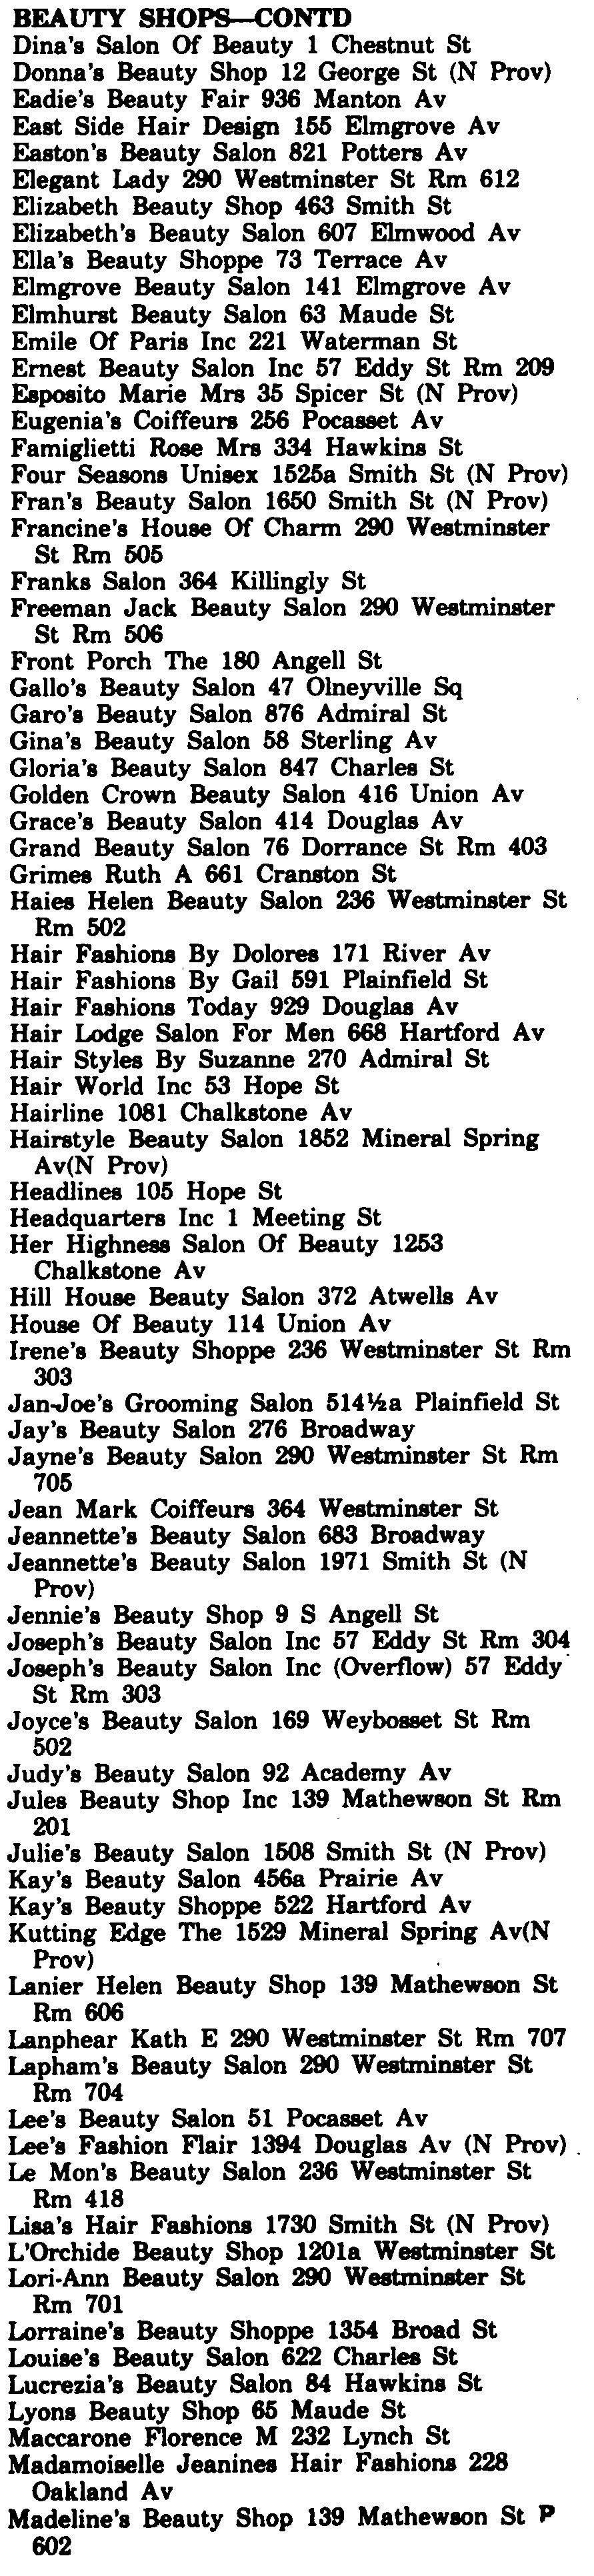 BEAUTY SHOPS—CONTD
Dina's Salon Of Beauty 1 Chestnut St
Donna's Beauty Shop 12 George St (N Prov)
Eadie's Beauty Fair 936 Manton Av
East Side Hair Design 155 Elmgrove Av
Easton's Beauty Salon 821 Potters Av
Elegant Lady 290 Westminster St Rm 612
Elizabeth Beauty Shop 463 Smith St
Elizabeth's Beauty Salon 607 Elmwood Av
Ella's Beauty Shoppe 73 Terrace Av
Elmgrove Beauty Salon 141 Elmgrove Av
Elmhurst Beauty Salon 63 Maude St
Emile Of Paris Inc 221 Waterman St
Ernest Beauty Salon Inc 57 Eddy St Rm 209
Esposito Marie Mrs 35 Spicer St (N Prov)
Eugenia's Coiffeurs 256 Pocasset Av
Famiglietti Rose Mrs 334 Hawkins St
Four Seasons Unisex 1525a Smith St (N Prov)
Fran's Beauty Salon 1650 Smith St (N Prov)
Francine's House Of Charm 290 Westminster
St Rm 505
Franks Salon 364 Killingly St
Freeman Jack Beauty Salon 290 Westminster
St Rm 506
Front Porch The 180 Angell St
Gallo's Beauty Salon 47 Olneyville Sq
Garo's Beauty Salon 876 Admiral St
Gina's Beauty Salon 58 Sterling Av
Gloria's Beauty Salon 847 Charles St
Golden Crown Beauty Salon 416 Union Av
Grace's Beauty Salon 414 Douglas Av
Grand Beauty Salon 76 Dorrance St Rm 403
Grimes Ruth A 661 Cranston St
Haies Helen Beauty Salon 236 Westminster St
Rm 502
Hair Fashions By Dolores 171 River Av
Hair Fashions By Gail 591 Plainfield St
Hair Fashions Today 929 Douglas Av
Hair Lodge Salon For Men 668 Hartford Av
Hair Styles By Suzanne 270 Admiral St
Hair World Inc 53 Hope St
Hairline 1081 Chalkstone Av
Hairstyle Beauty Salon 1852 Mineral Spring
Av(N Prov)
Headlines 105 Hope St
Headquarters Inc 1 Meeting St
Her Highness Salon Of Beauty 1253
Chalkstone Av
Hill House Beauty Salon 372 Atwells Av
House Of Beauty 114 Union Av
Irene's Beauty Shoppe 236 Westminster St Rm
303
Jan-Joe's Grooming Salon 514½a Plainfield St
Jay's Beauty Salon 276 Broadway
Jayne's Beauty Salon 290 Westminster St Rm
705
Jean Mark Coiffeurs 364 Westminster St
Jeannette's Beauty Salon 683 Broadway
Jeannette's Beauty Salon 1971 Smith St (N
Prov)
Jennie's Beauty Shop 9 S Angell St
Joseph's Beauty Salon Inc 57 Eddy St Rm 304
Joseph's Beauty Salon Inc (Overflow) 57 Eddy
St Rm 303
Joyce's Beauty Salon 169 Weybosset St Rm
502
Judy's Beauty Salon 92 Academy Av
Jules Beauty Shop Inc 139 Mathewson St Rm
201
Julie's Beauty Salon 1508 Smith St (N Prov)
Kay's Beauty Salon 456a Prairie Av
Kay's Beauty Shoppe 522 Hartford Av
Kutting Edge The 1529 Mineral Spring Av(N
Prov)
Lanier Helen Beauty Shop 139 Mathewson St
Rm 606
Lanphear Kath E 290 Westminster St Rm 707
Lapham's Beauty Salon 290 Westminster St
Rm 704
Lee's Beauty Salon 51 Pocasset Av
Lee's Fashion Flair 1394 Douglas Av (N Prov)
Le Mon's Beauty Salon 236 Westminster St
Rm 418
Lisa's Hair Fashions 1730 Smith St (N Prov)
L'Orchide Beauty Shop 1201a Westminster St
Lori-Ann Beauty Salon 290 Westminster St
Rm 701
Lorraine's Beauty Shoppe 1354 Broad St
Louise's Beauty Salon 622 Charles St
Lucrezia's Beauty Salon 84 Hawkins St
Lyons Beauty Shop 65 Maude St
Maccarone Florence M 232 Lynch St
Madamoiselle Jeanines Hair Fashions 228
Oakland Av
Madeline's Beauty Shop 139 Mathewson St
602